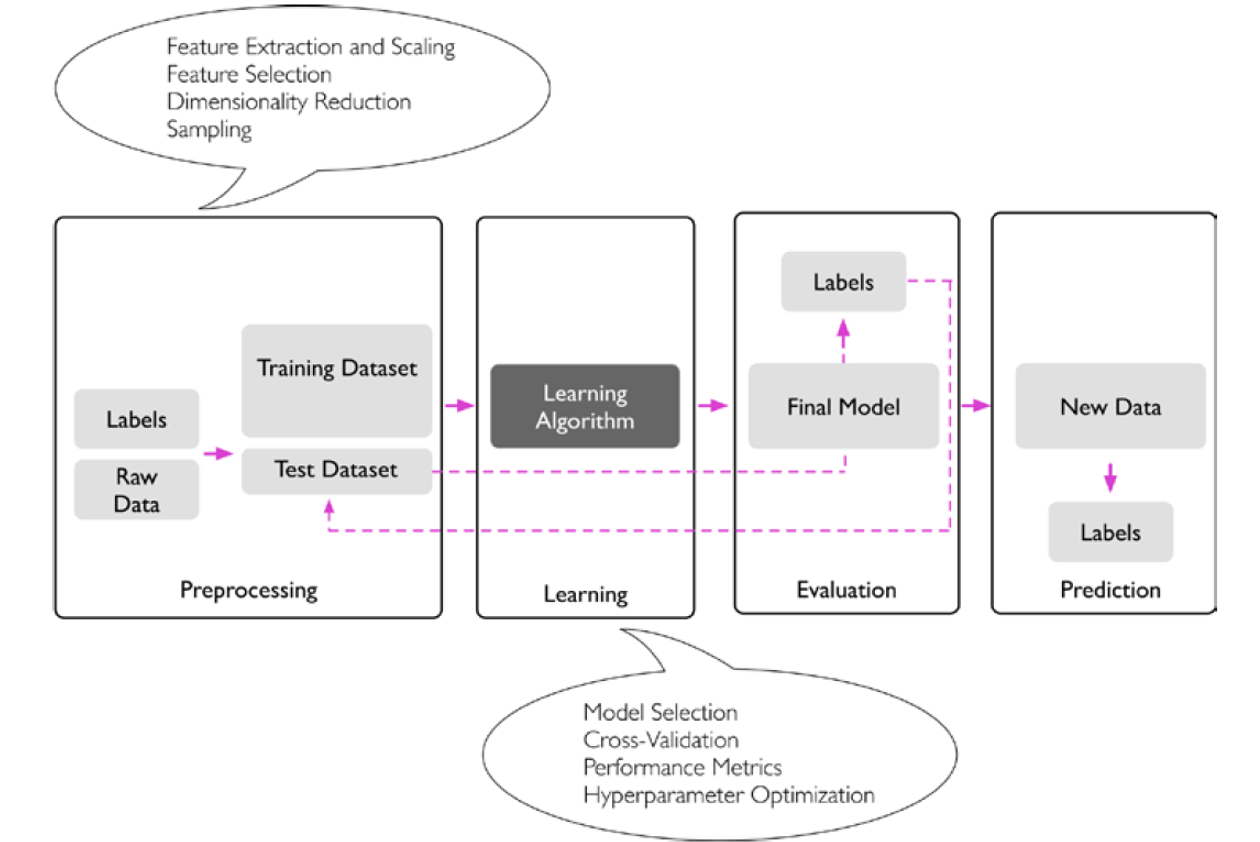 Feature Extraction and Scaling
Feature Selection
Dimensionality Reduction
Sampling
Labels
Raw
Data
Training Dataset
Test Dataset
Preprocessing
Learning
Algorithm
Learning
Labels
Final Model
Evaluation
New Data
Labels
Prediction
Model Selection
Cross-Validation
Performance Metrics
Hyperparameter Optimization